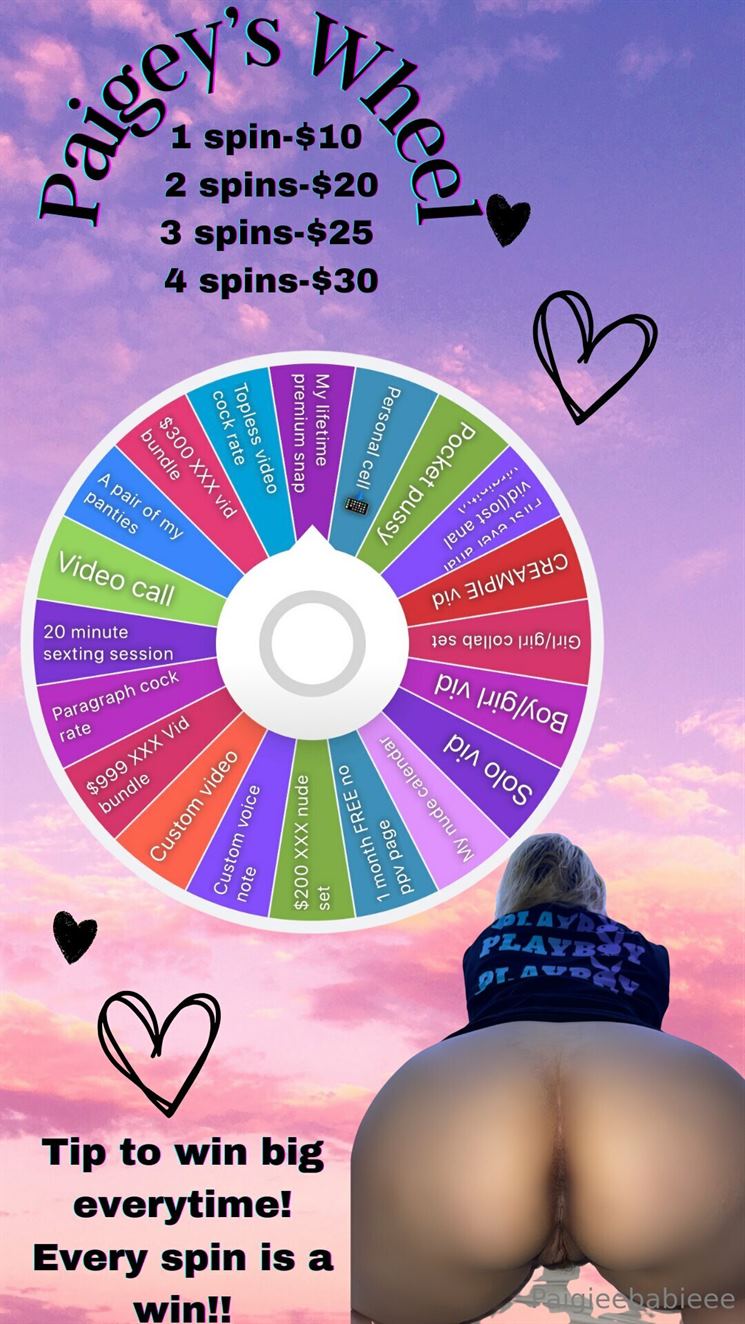 Paigey's Wheel
1 spin-$10
2 spins-$20
3 spins-$25
4 spins-$30
My lifetime
premium snap
Personal cell
Pocket pussy
First ever anal
vid(lost anal
CREAMPIE vid
Girl/girl collab set
Boy/girl vid
Solo vid
My nude calendar
1 month FREE no
ppv page
$200 XXX nude
set
Custom voice
note
Custom video
$999 XXX Vid
bundle
Paragraph cock
rate
20 minute
sexting session
Video call
A pair of my
panties
$300 XXX vid
bundle
Topless video
cock rate
PLAYBOY
PLAYBOY
PLAYBOY
Tip to win big
everytime!
Every spin is a
win!!
Paigieebabieee